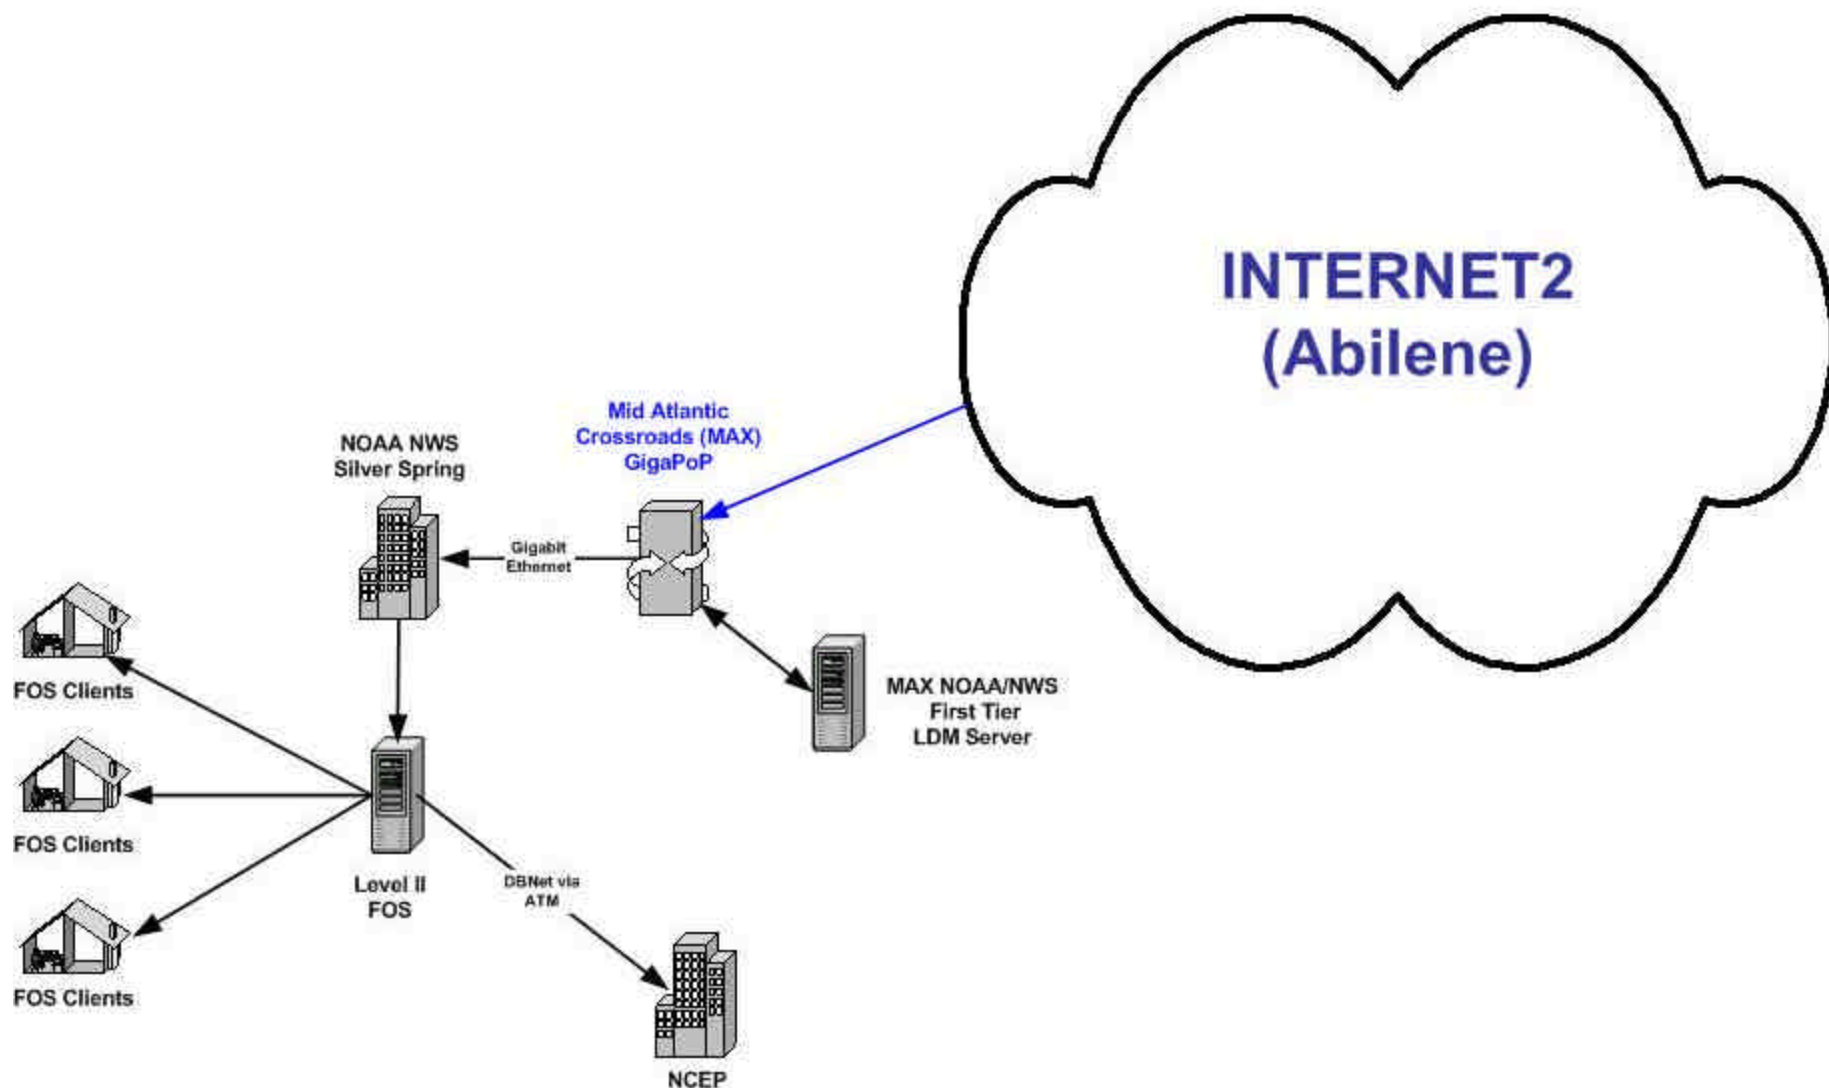 INTERNET2
(Abilene)
Mid Atlantic
Crossroads (MAX)
GigaPoP
NOAA NWS
Silver Spring
Gigabit
Ethernet
FOS Clients
MAX NOAA/NWS
First Tier
LDM Server
FOS Clients
Level II
FOS
DBNet via
ATM
FOS Clients
NCEP